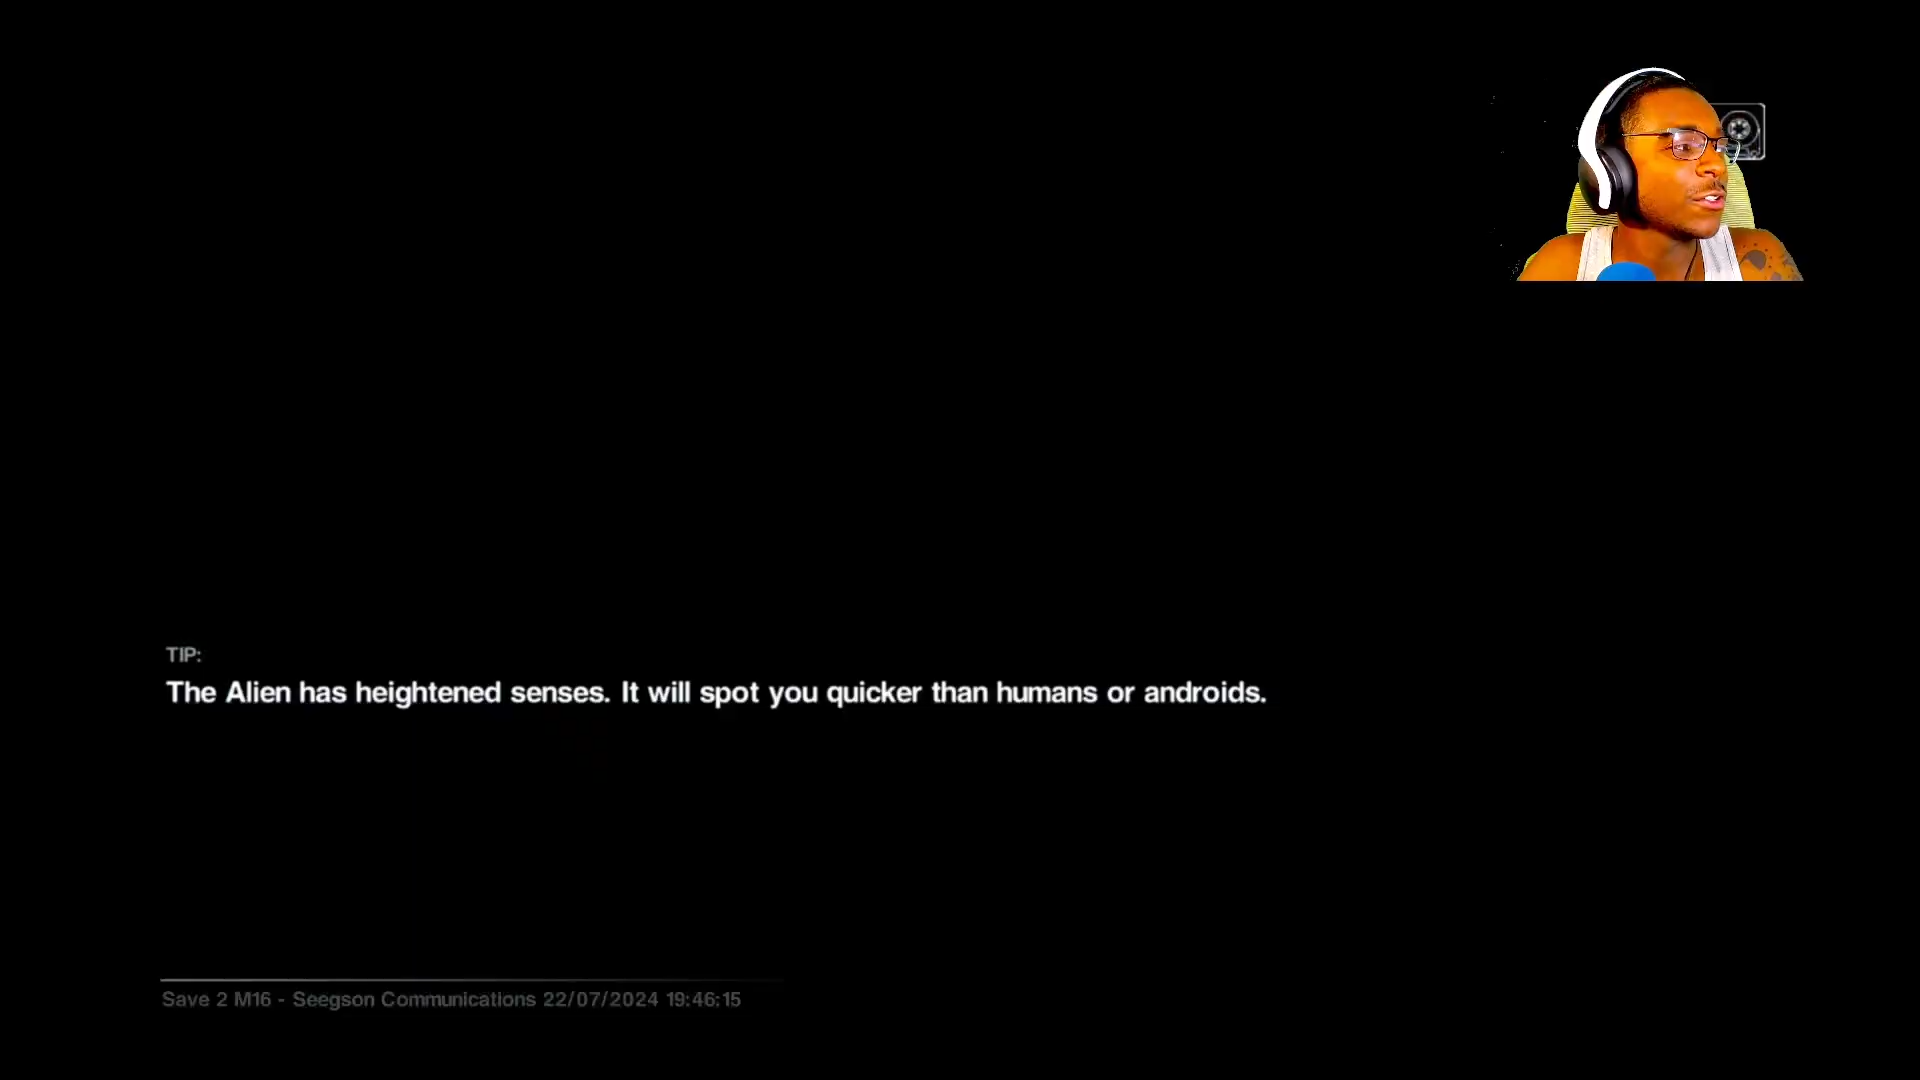 TIP:
The Alien has heightened senses. It will spot you quicker than humans or androids.
Save 2 M16 - Seegson Communications 22/07/2024 19:46:15